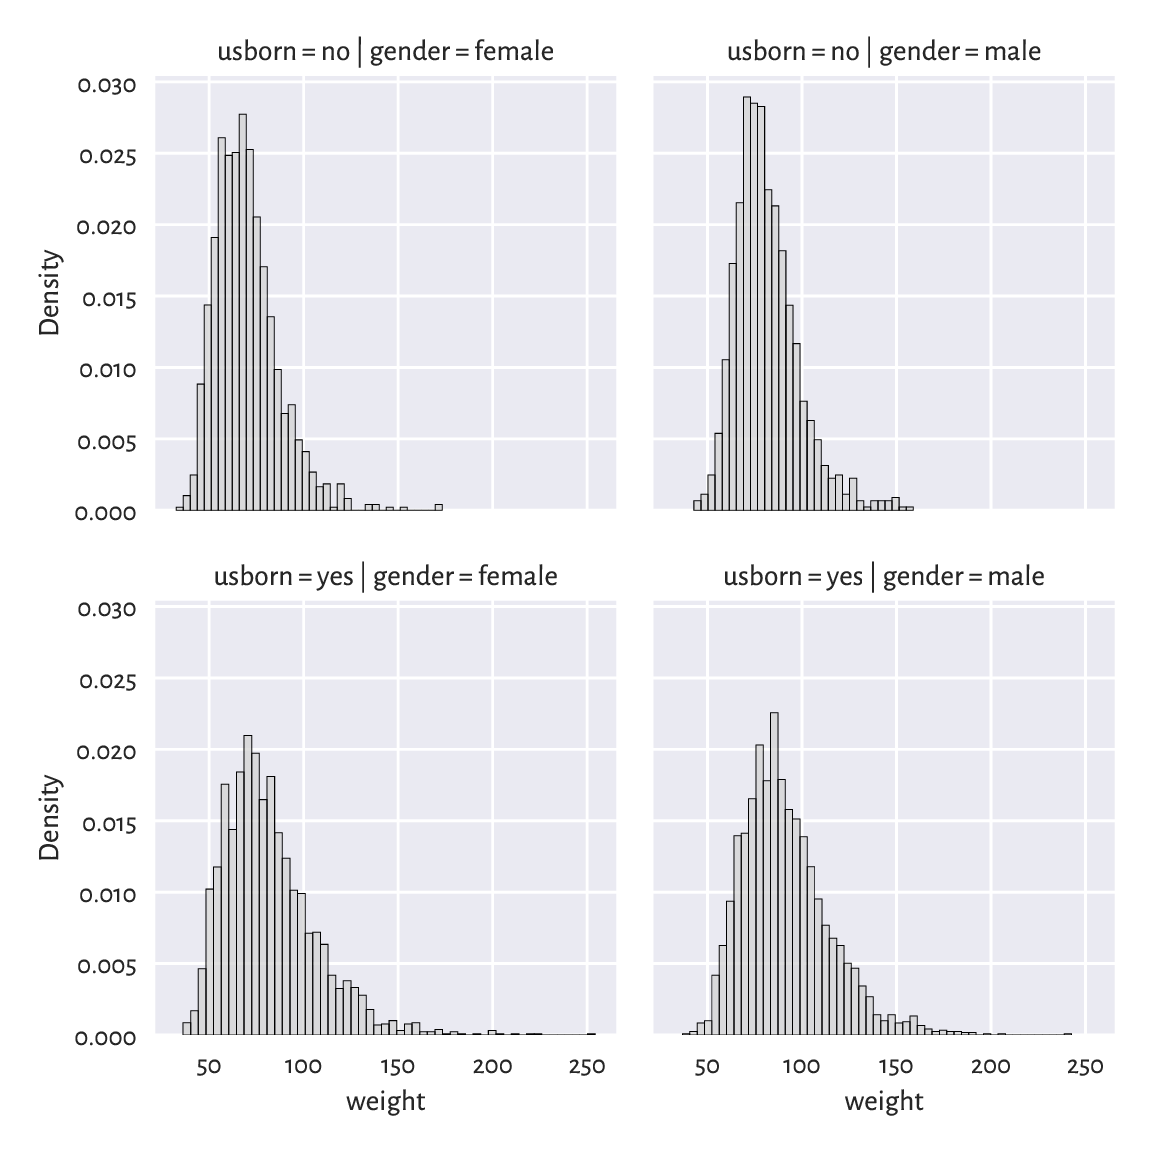 usborn = no | gender = female
usborn = no | gender = male
0.030
0.025
0.020
0.015
0.010
0.005
0.000
Density
usborn = yes | gender = female
usborn = yes | gender = male
0.030
0.025
0.020
0.015
0.010
0.005
0.000
Density
50 100 150 200 250
50 100 150 200 250
weight
weight